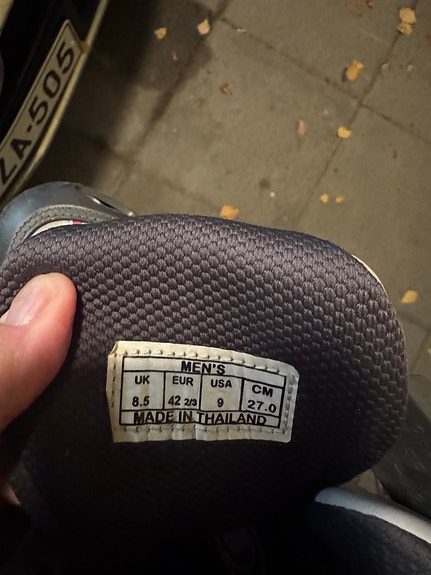 ZA-505
MEN'S
UK EUR USA CM
8.5 42 2/3 9 27.0
MADE IN THAILAND